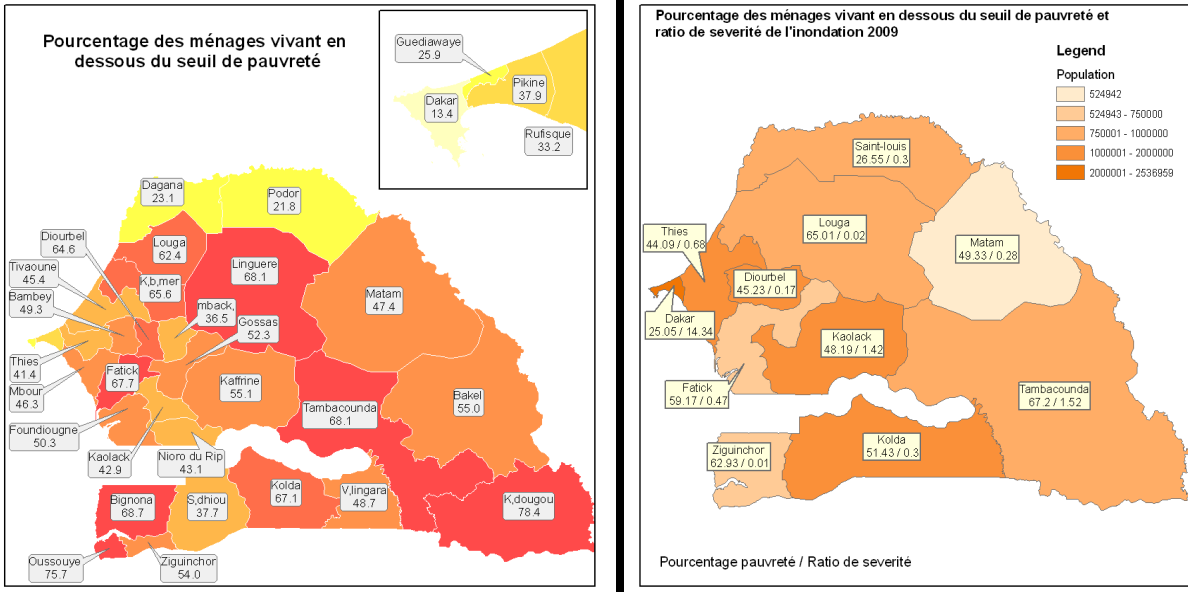 Pourcentage des ménages vivant en
dessous du seuil de pauvreté
Guediawaye
25.9
Pikine
37.9
Dakar
13.4
Rufisque
33.2
Dagana
23.1
Podor
21.8
Diourbel
64.6
Louga
62.4
Tivaoune
45.4
Linguere
68.1
K,b,mer
65.6
Bambey
49.3
mback,
36.5
Matam
47.4
Gossas
52.3
Thies
41.4
Fatick
67.7
Kaffrine
55.1
Mbour
46.3
Bakel
55.0
Tambacounda
68.1
Foundiougne
50.3
Kaolack
42.9
Nioro du Rip
43.1
Bignona
68.7
S,dhiou
37.7
Kolda
67.1
V,lingara
48.7
K,dougou
78.4
Oussouye
75.7
Ziguinchor
54.0
Pourcentage des ménages vivant en dessous du seuil de pauvreté et
ratio de severité de l'inondation 2009
Legend
Population
524942
524943 - 750000
750001 - 1000000
1000001 - 2000000
2000001 - 2536959
Saint-louis
26.55 / 0.3
Thies
44.09 / 0.68
Louga
65.01 / 0.02
Matam
49.33 / 0.28
Diourbel
45.23 / 0.17
Dakar
25.05 / 14.34
Kaolack
48.19 / 1.42
Fatick
59.17 / 0.47
Tambacounda
67.2 / 1.52
Ziguinchor
62.93 / 0.01
Kolda
51.43 / 0.3
Pourcentage pauvreté / Ratio de severité